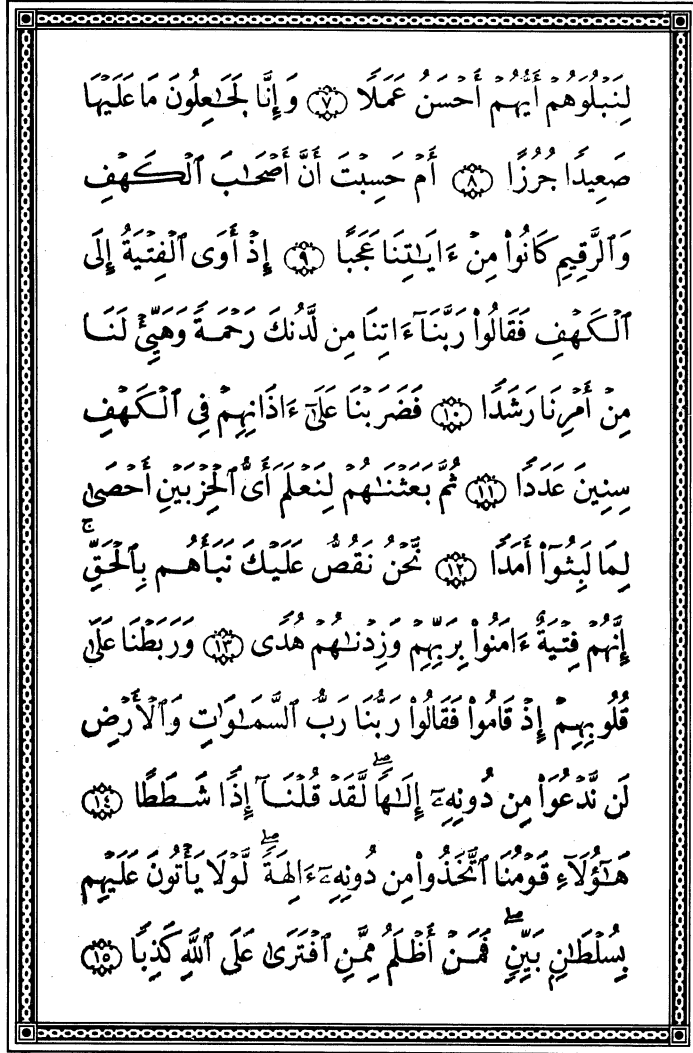 لِنَبْلُوَهُمْ أَيُّهُمْ أَحْسَنُ عَمَلًا ﴿٧﴾ وَإِنَّا لَجَٰعِلُونَ مَا عَلَيْهَا
صَعِيدًا جُرُزًا ﴿٨﴾ أَمْ حَسِبْتَ أَنَّ أَصْحَٰبَ ٱلْكَهْفِ
وَٱلرَّقِيمِ كَانُوا۟ مِنْ ءَايَٰتِنَا عَجَبًا ﴿٩﴾ إِذْ أَوَى ٱلْفِتْيَةُ إِلَى
ٱلْكَهْفِ فَقَالُوا۟ رَبَّنَآ ءَاتِنَا مِن لَّدُنكَ رَحْمَةً وَهَيِّئْ لَنَا
مِنْ أَمْرِنَا رَشَدًا ﴿١٠﴾ فَضَرَبْنَا عَلَىٰٓ ءَاذَانِهِمْ فِى ٱلْكَهْفِ
سِنِينَ عَدَدًا ﴿١١﴾ ثُمَّ بَعَثْنَٰهُمْ لِنَعْلَمَ أَىُّ ٱلْحِزْبَيْنِ أَحْصَىٰ
لِمَا لَبِثُوٓا۟ أَمَدًا ﴿١٢﴾ نَّحْنُ نَقُصُّ عَلَيْكَ نَبَأَهُم بِٱلْحَقِّ ۚ
إِنَّهُمْ فِتْيَةٌ ءَامَنُوا۟ بِرَبِّهِمْ وَزِدْنَٰهُمْ هُدًى ﴿١٣﴾ وَرَبَطْنَا عَلَىٰ
قُلُوبِهِمْ إِذْ قَامُوا۟ فَقَالُوا۟ رَبُّنَا رَبُّ ٱلسَّمَٰوَٰتِ وَٱلْأَرْضِ
لَن نَّدْعُوَا۟ مِن دُونِهِۦٓ إِلَٰهًا ۖ لَّقَدْ قُلْنَآ إِذًا شَطَطًا ﴿١٤﴾
هَٰٓؤُلَآءِ قَوْمُنَا ٱتَّخَذُوا۟ مِن دُونِهِۦٓ ءَالِهَةً ۖ لَّوْلَا يَأْتُونَ عَلَيْهِم
بِسُلْطَٰنٍۭ بَيِّنٍ ۖ فَمَنْ أَظْلَمُ مِمَّنِ ٱفْتَرَىٰ عَلَى ٱللَّهِ كَذِبًا ﴿١٥﴾